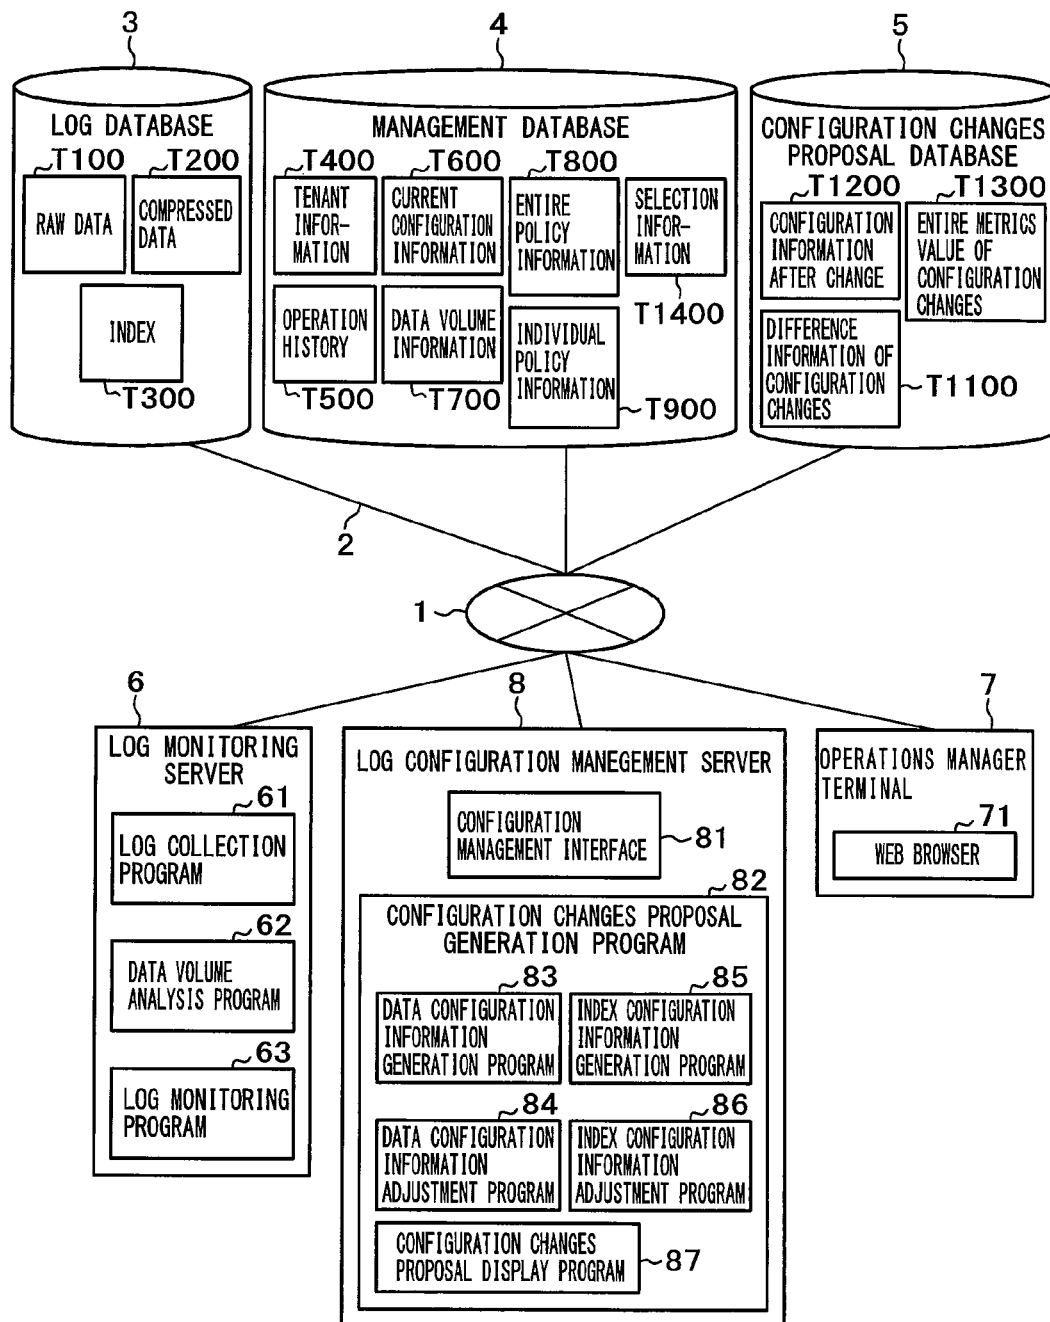 3
4
5
LOG DATABASE
T100
T200
RAW DATA
COMPRESSED
DATA
INDEX
T300
MANAGEMENT DATABASE
T400
T600
T800
TENANT
INFOR-
MATION
CURRENT
CONFIGURATION
INFORMATION
ENTIRE
POLICY
INFORMATION
SELECTION
INFOR-
MATION
T1400
OPERATION
HISTORY
DATA VOLUME
INFORMATION
INDIVIDUAL
POLICY
INFORMATION
T500
T700
T900
CONFIGURATION CHANGES
PROPOSAL DATABASE
T1200
T1300
CONFIGURATION
INFORMATION
AFTER CHANGE
ENTIRE METRICS
VALUE OF
CONFIGURATION
CHANGES
DIFFERENCE
INFORMATION OF
CONFIGURATION
CHANGES
T1100
2
1
6
LOG MONITORING
SERVER
61
LOG COLLECTION
PROGRAM
62
DATA VOLUME
ANALYSIS PROGRAM
63
LOG MONITORING
PROGRAM
8
LOG CONFIGURATION MANEGEMENT SERVER
CONFIGURATION
MANAGEMENT INTERFACE
81
82
CONFIGURATION CHANGES PROPOSAL
GENERATION PROGRAM
83
DATA CONFIGURATION
INFORMATION
GENERATION PROGRAM
85
INDEX CONFIGURATION
INFORMATION
GENERATION PROGRAM
84
DATA CONFIGURATION
INFORMATION
ADJUSTMENT PROGRAM
86
INDEX CONFIGURATION
INFORMATION
ADJUSTMENT PROGRAM
CONFIGURATION CHANGES
PROPOSAL DISPLAY PROGRAM
87
7
OPERATIONS MANAGER
TERMINAL
71
WEB BROWSER